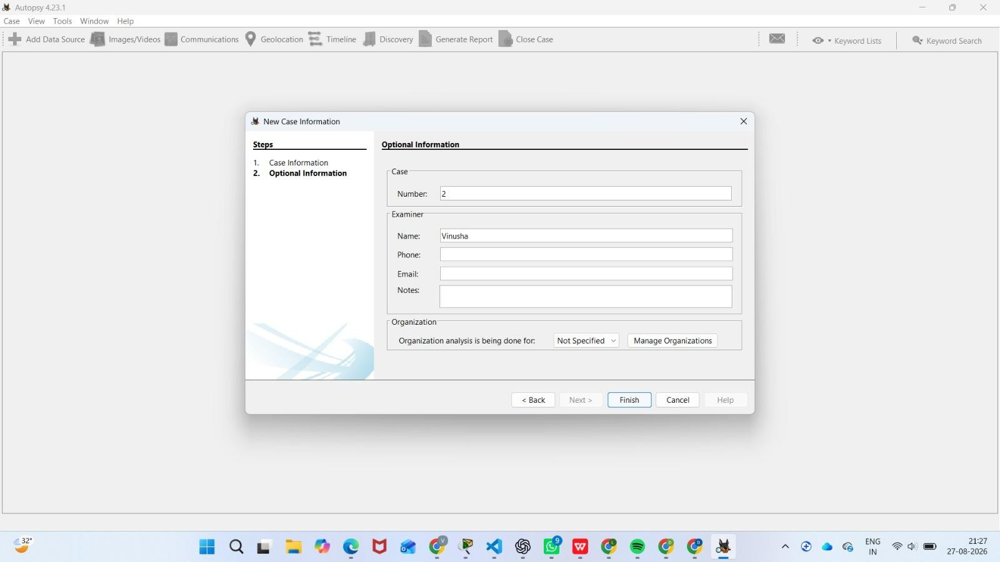 Autopsy 4.23.1
Case View Tools Window Help
Add Data Source Images/Videos Communications Geolocation Timeline Discovery Generate Report Close Case Keyword Lists Keyword Search
New Case Information
Steps
1. Case Information
2. Optional Information
Optional Information
Case
Number: 2
Examiner
Name: Vinusha
Phone:
Email:
Notes:
Organization
Organization analysis is being done for: Not Specified Manage Organizations
< Back Next > Finish Cancel Help
32°
V
9
W
L
D
D
ENG
IN
21:27
27-08-2026